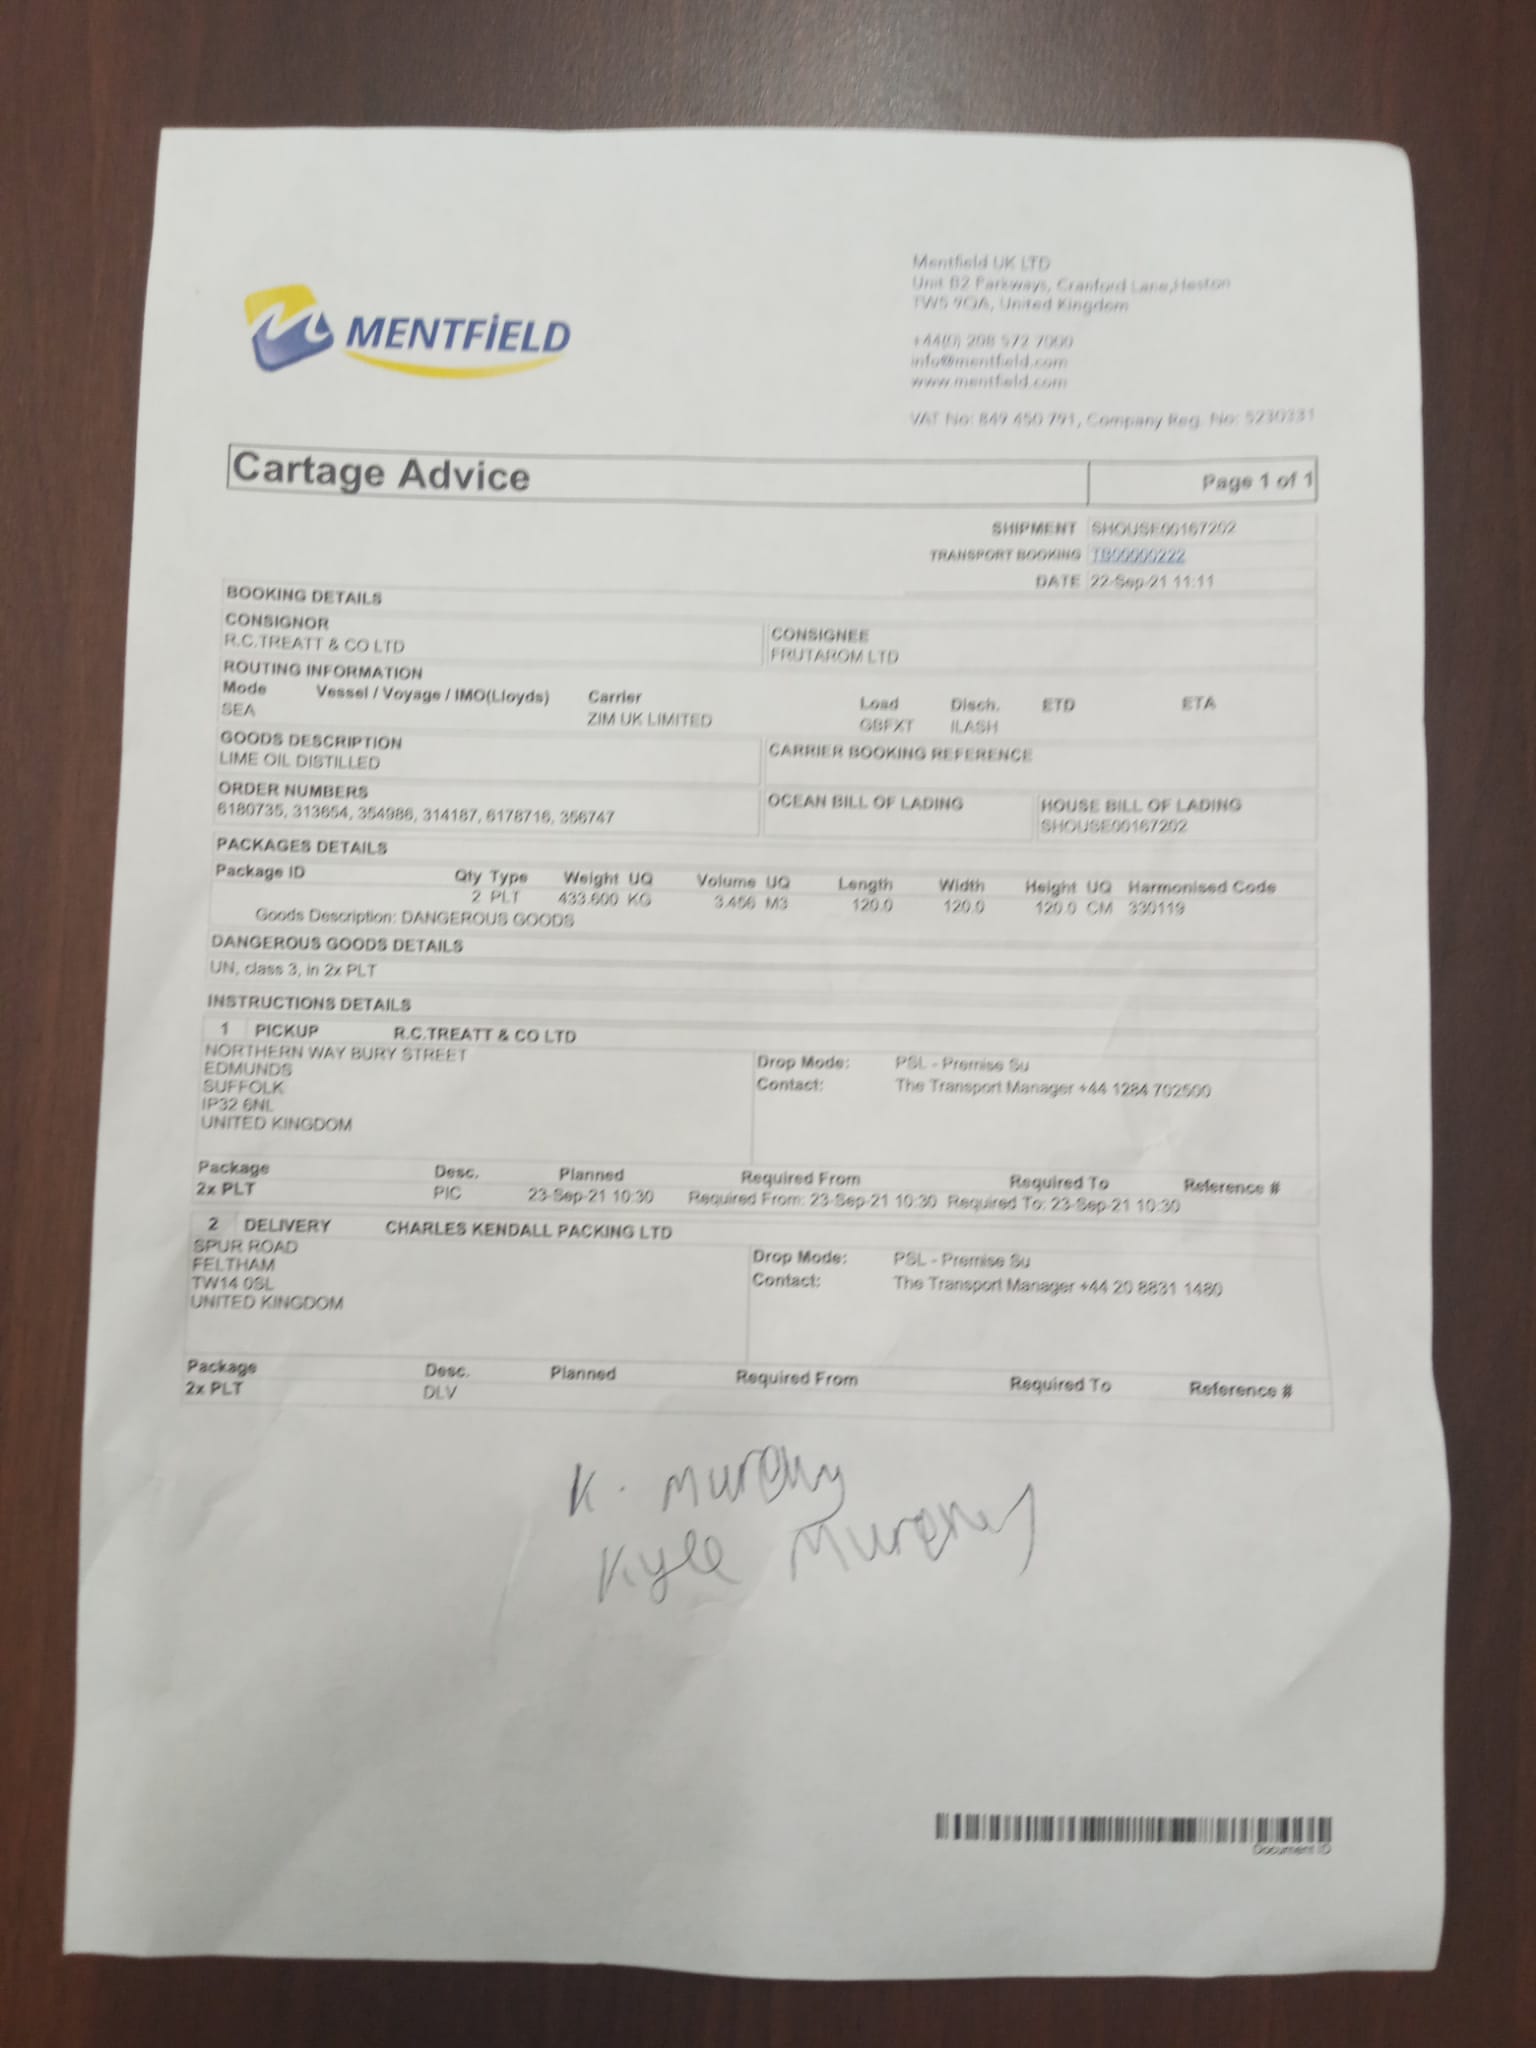 MENTFİELD
Mentfield UK LTD
Unit B2 Parkways, Cranford Lane,Heston
TW5 9QA, United Kingdom
+44(0) 208 572 7000
info@mentfield.com
www.mentfield.com
VAT No: 849 450 791, Company Reg. No: 5230331
Cartage Advice
Page 1 of 1
SHIPMENT SHOUSE00167202
TRANSPORT BOOKING TB00000222
DATE 22-Sep-21 11:11
BOOKING DETAILS
CONSIGNOR CONSIGNEE
R.C.TREATT & CO LTD FRUTAROM LTD
ROUTING INFORMATION
Mode Vessel / Voyage / IMO(Lloyds) Carrier Load Disch. ETD ETA
SEA ZIM UK LIMITED GBFXT ILASH
GOODS DESCRIPTION CARRIER BOOKING REFERENCE
LIME OIL DISTILLED
ORDER NUMBERS OCEAN BILL OF LADING HOUSE BILL OF LADING
6180735, 313654, 354986, 314187, 6178716, 356747 SHOUSE00167202
PACKAGES DETAILS
Package ID Qty Type Weight UQ Volume UQ Length Width Height UQ Harmonised Code
2 PLT 433.600 KG 3.456 M3 120.0 120.0 120.0 CM 330119
Goods Description: DANGEROUS GOODS
DANGEROUS GOODS DETAILS
UN, class 3, in 2x PLT
INSTRUCTIONS DETAILS
1 PICKUP R.C.TREATT & CO LTD
NORTHERN WAY BURY STREET Drop Mode: PSL - Premise Su
EDMUNDS Contact: The Transport Manager +44 1284 702500
SUFFOLK
IP32 6NL
UNITED KINGDOM
Package Desc. Planned Required From Required To Reference #
2x PLT PIC 23-Sep-21 10:30 Required From: 23-Sep-21 10:30 Required To: 23-Sep-21 10:30
2 DELIVERY CHARLES KENDALL PACKING LTD
SPUR ROAD Drop Mode: PSL - Premise Su
FELTHAM Contact: The Transport Manager +44 20 8831 1480
TW14 0SL
UNITED KINGDOM
Package Desc. Planned Required From Required To Reference #
2x PLT DLV
K. Murphy
Kyle Murphy
Document ID